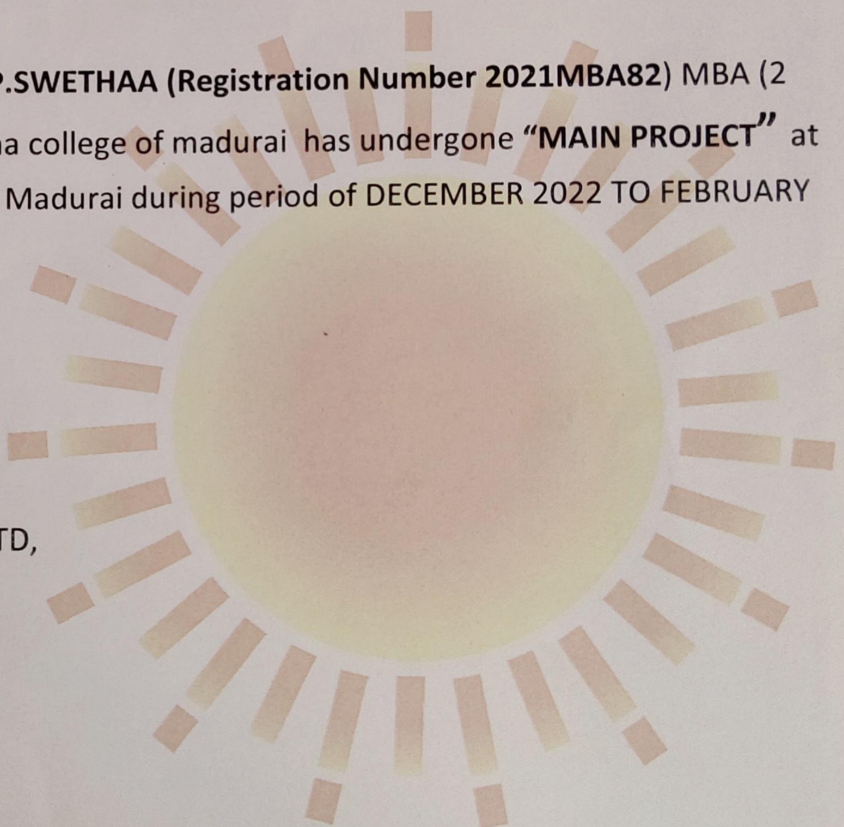 P.SWETHAA (Registration Number 2021MBA82) MBA (2
a college of madurai has undergone “MAIN PROJECT” at
Madurai during period of DECEMBER 2022 TO FEBRUARY
TD,